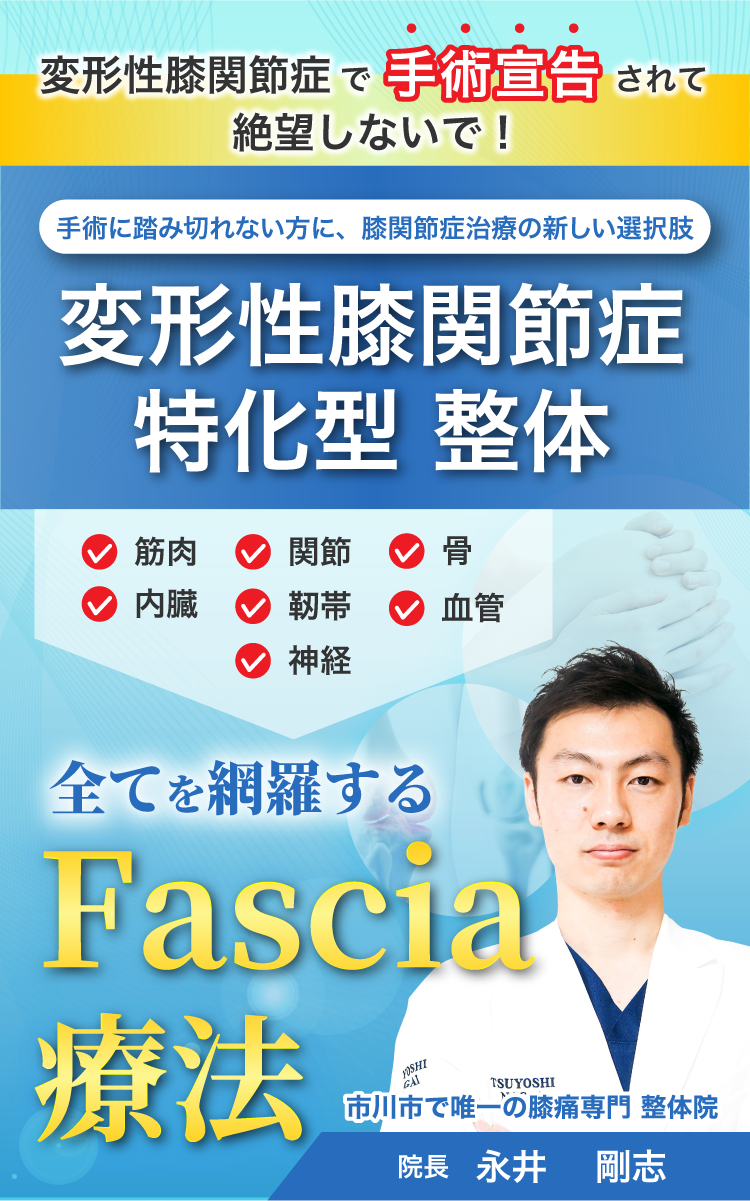 変形性膝関節症で手術宣告されて
絶望しないで！
手術に踏み切れない方に、膝関節症治療の新しい選択肢
変形性膝関節症
特化型 整体
筋肉 関節 骨
内臓 靭帯 血管
神経
全てを網羅する
Fascia
療法
YOSHI
GAI
TSUYOSHI
市川市で唯一の膝痛専門 整体院
院長 永井 剛志